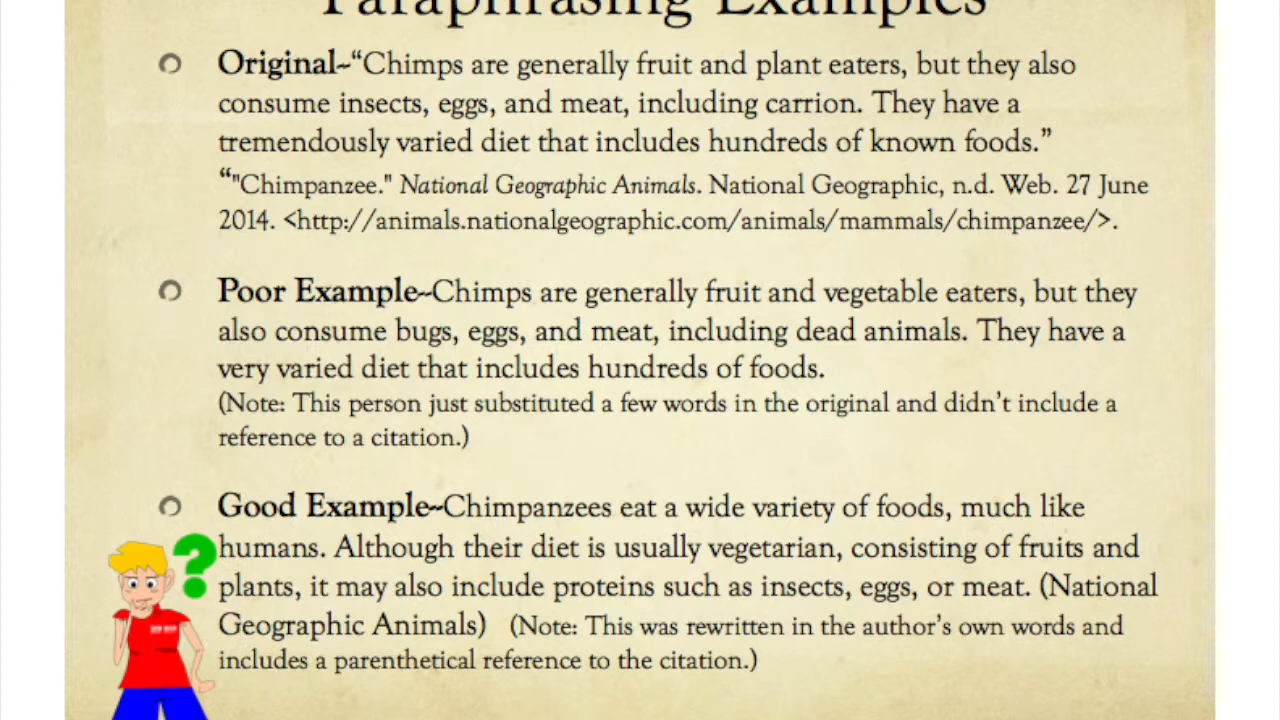 Paraphrasing Examples
Original~“Chimps are generally fruit and plant eaters, but they also
consume insects, eggs, and meat, including carrion. They have a
tremendously varied diet that includes hundreds of known foods.”
“"Chimpanzee." National Geographic Animals. National Geographic, n.d. Web. 27 June
2014. <http://animals.nationalgeographic.com/animals/mammals/chimpanzee/>.
Poor Example~Chimps are generally fruit and vegetable eaters, but they
also consume bugs, eggs, and meat, including dead animals. They have a
very varied diet that includes hundreds of foods.
(Note: This person just substituted a few words in the original and didn’t include a
reference to a citation.)
Good Example~Chimpanzees eat a wide variety of foods, much like
humans. Although their diet is usually vegetarian, consisting of fruits and
plants, it may also include proteins such as insects, eggs, or meat. (National
Geographic Animals) (Note: This was rewritten in the author’s own words and
includes a parenthetical reference to the citation.)
?